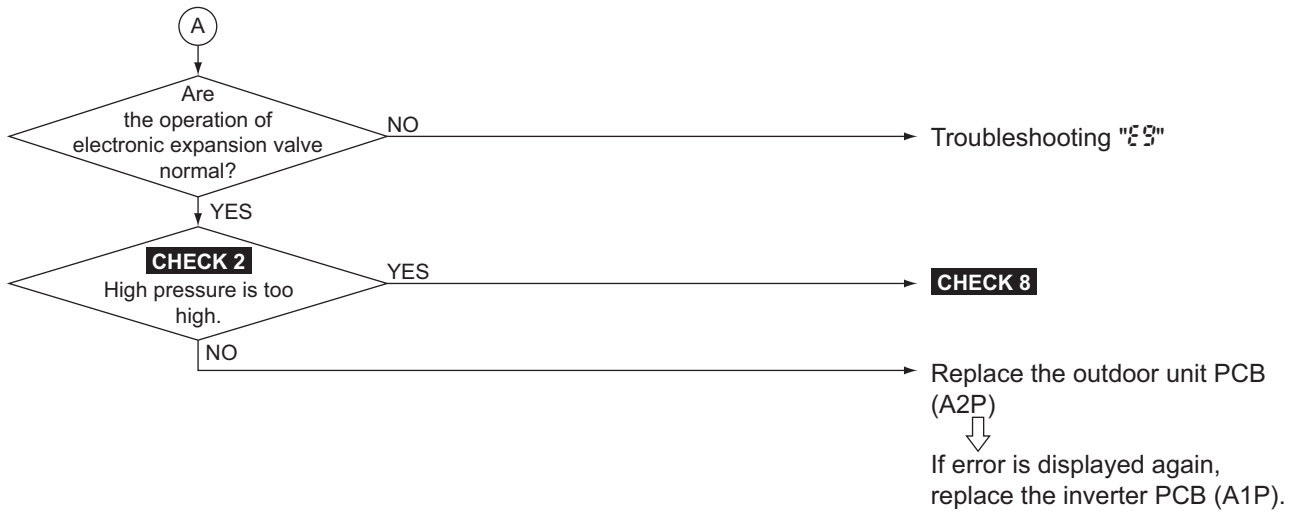 A
Are
the operation of
electronic expansion valve
normal?
NO
Troubleshooting "E9"
YES
CHECK 2
High pressure is too
high.
YES
CHECK 8
NO
Replace the outdoor unit PCB
(A2P)
If error is displayed again,
replace the inverter PCB (A1P).